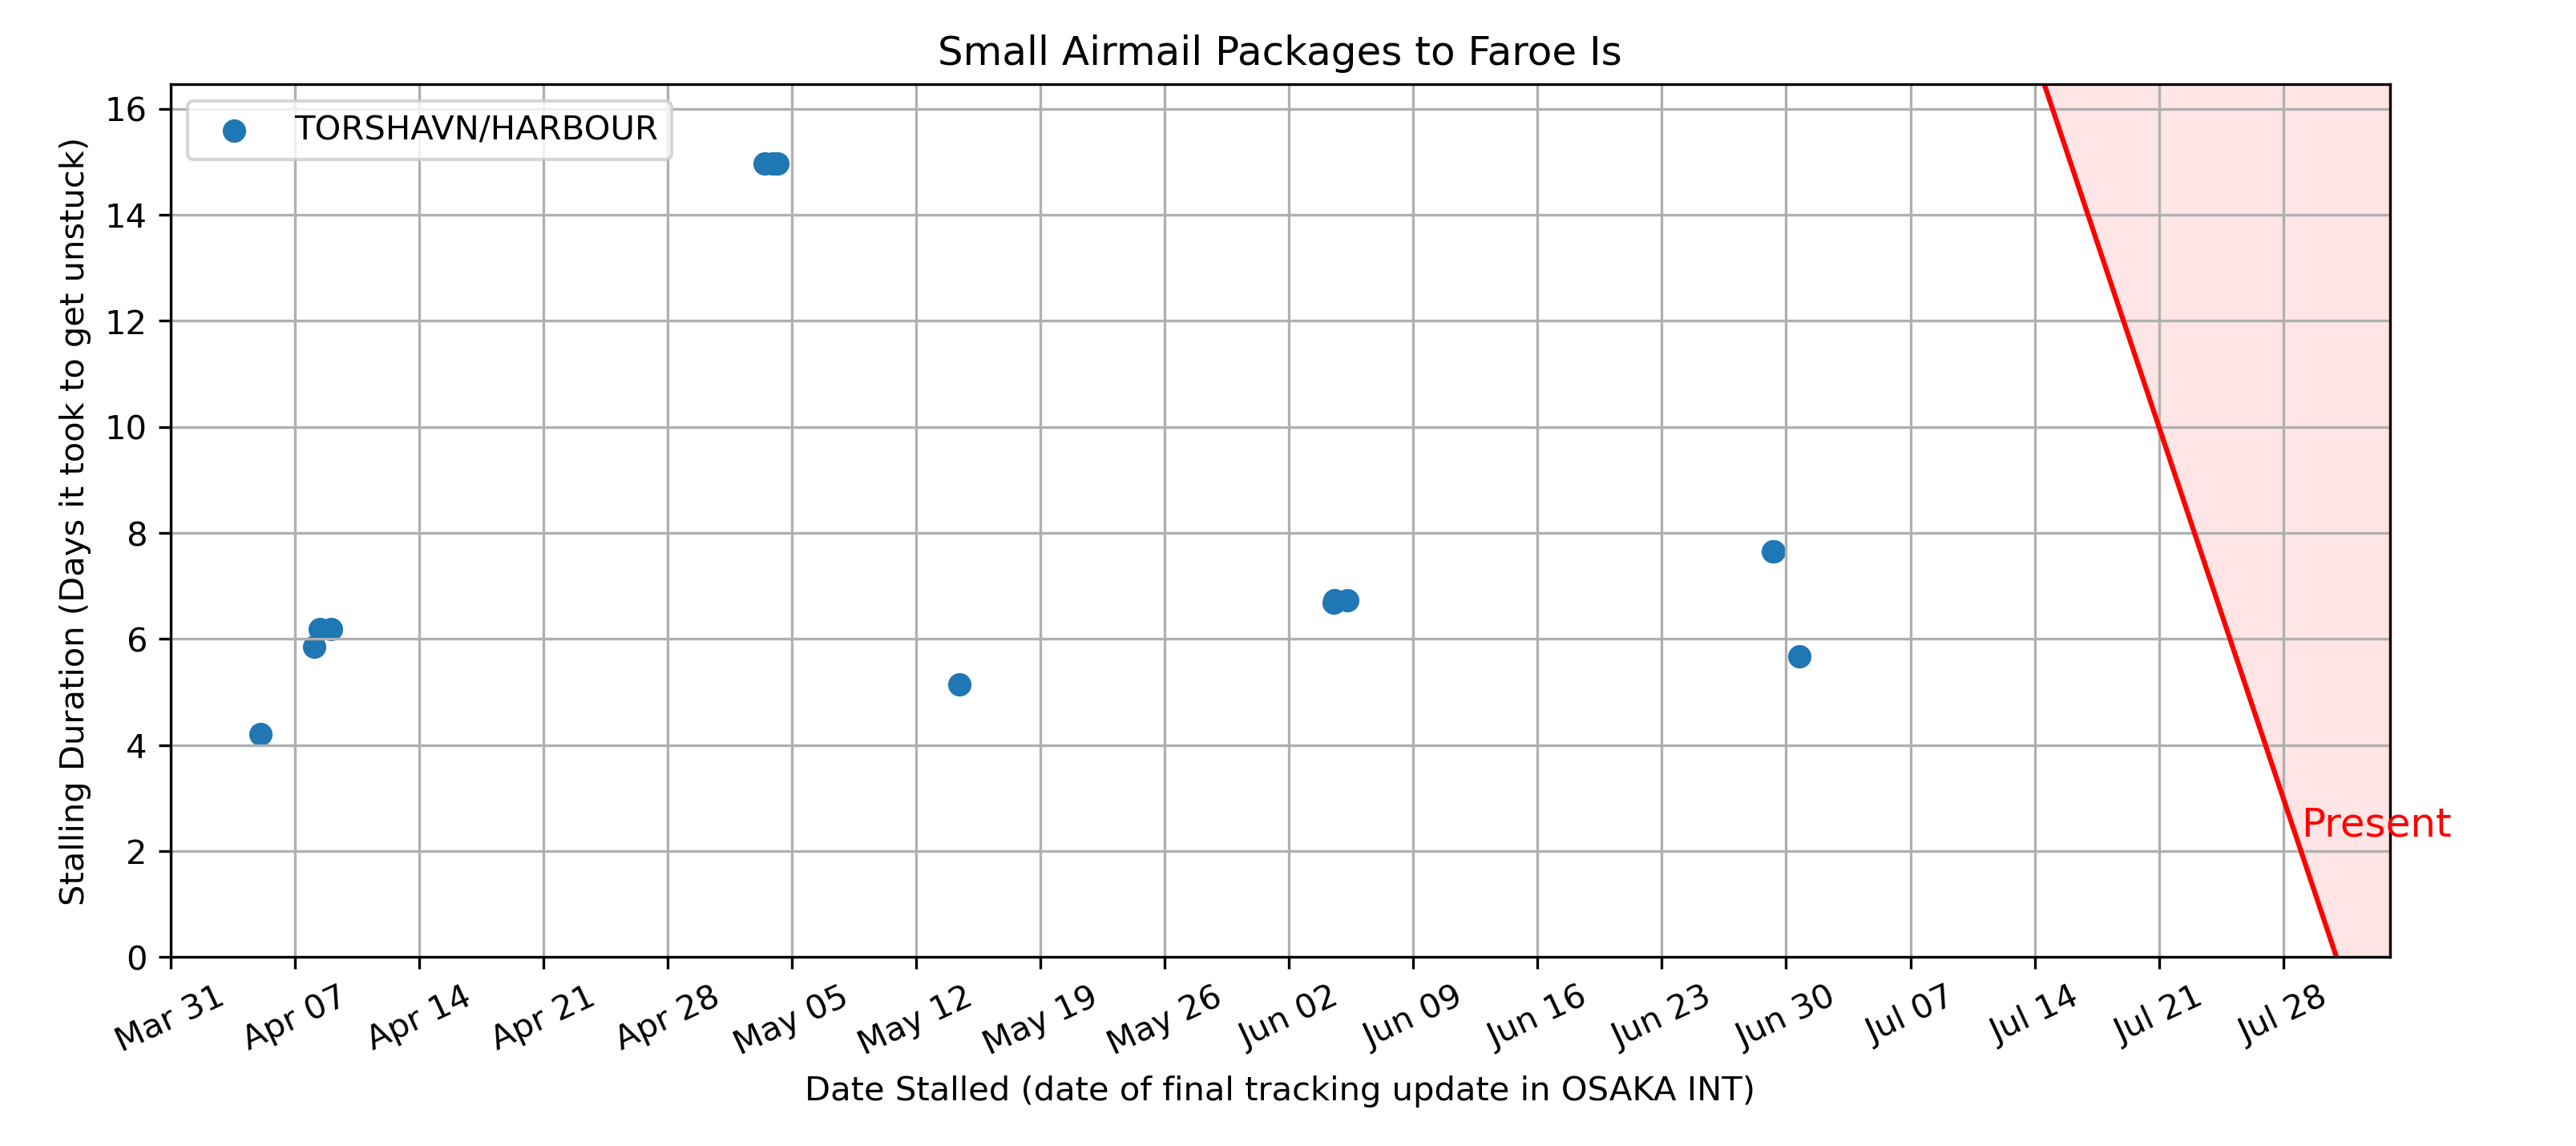 Small Airmail Packages to Faroe Is
TORSHAVN/HARBOUR
Stalling Duration (Days it took to get unstuck)
16
14
12
10
8
6
4
2
0
Present
Mar 31
Apr 07
Apr 14
Apr 21
Apr 28
May 05
May 12
May 19
May 26
Jun 02
Jun 09
Jun 16
Jun 23
Jun 30
Jul 07
Jul 14
Jul 21
Jul 28
Date Stalled (date of final tracking update in OSAKA INT)